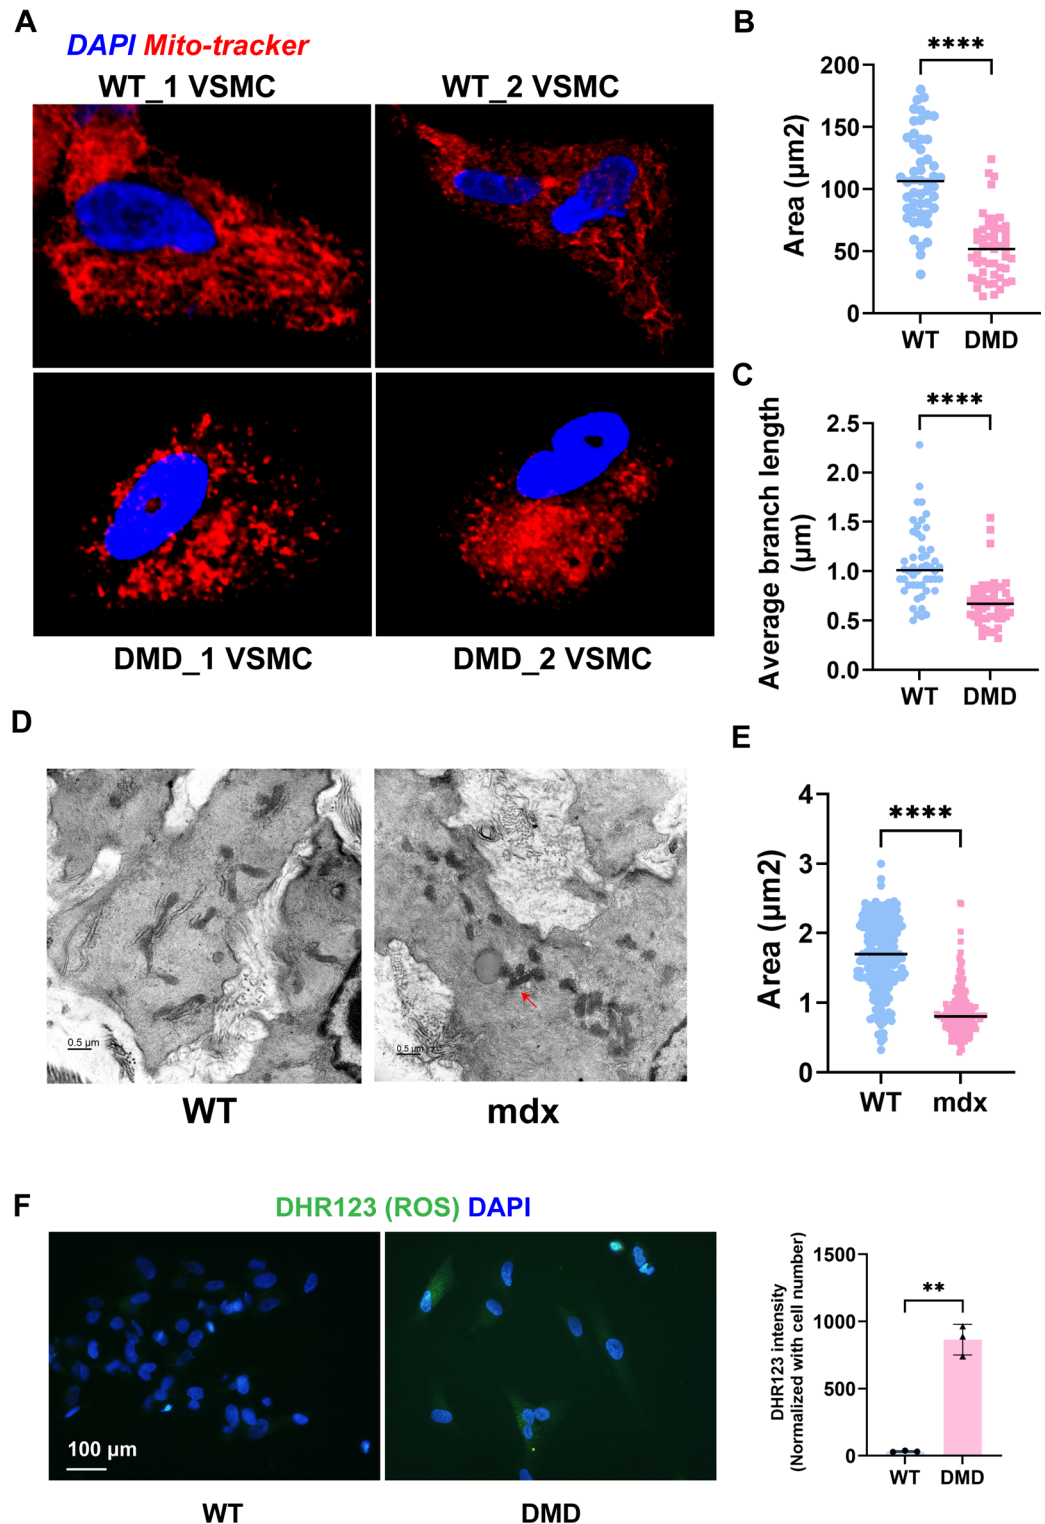 A
DAPI Mito-tracker
WT_1 VSMC
WT_2 VSMC
DMD_1 VSMC
DMD_2 VSMC
B
****
Area (µm2)
200
150
100
50
0
WT
DMD
C
****
Average branch length
(µm)
2.5
2.0
1.5
1.0
0.5
0.0
WT
DMD
D
0.5 µm
0.5 µm
WT
mdx
E
****
Area (µm2)
4
3
2
1
0
WT
mdx
F
DHR123 (ROS) DAPI
100 µm
WT
DMD
**
DHR123 intensity
(Normalized with cell number)
1500
1000
500
0
WT
DMD